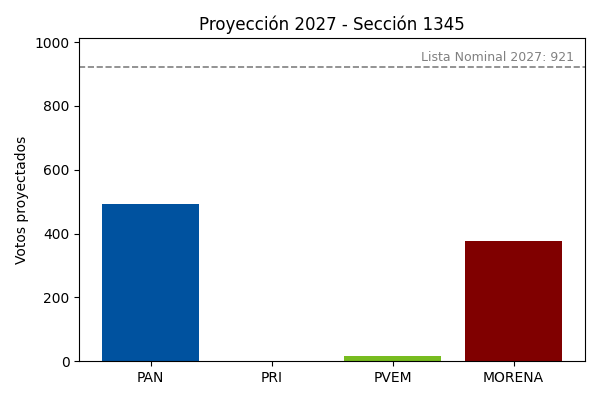 Proyección 2027 - Sección 1345
Votos proyectados
1000
800
600
400
200
0
Lista Nominal 2027: 921
PAN
PRI
PVEM
MORENA